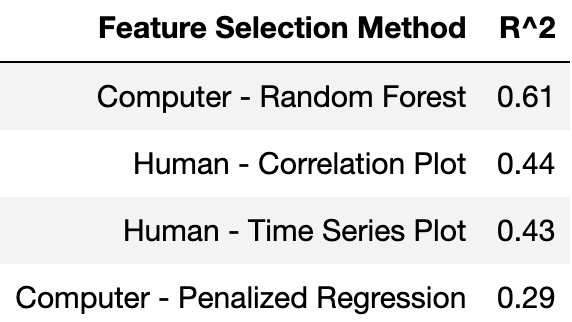 Feature Selection Method R^2
Computer - Random Forest 0.61
Human - Correlation Plot 0.44
Human - Time Series Plot 0.43
Computer - Penalized Regression 0.29